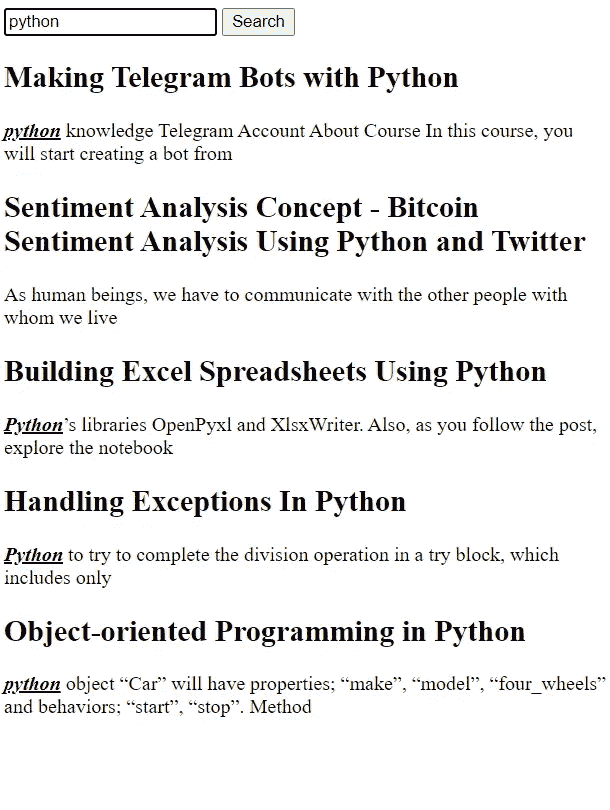 python Search
Making Telegram Bots with Python
python knowledge Telegram Account About Course In this course, you
will start creating a bot from
Sentiment Analysis Concept - Bitcoin
Sentiment Analysis Using Python and Twitter
As human beings, we have to communicate with the other people with
whom we live
Building Excel Spreadsheets Using Python
Python’s libraries OpenPyxl and XlsxWriter. Also, as you follow the post,
explore the notebook
Handling Exceptions In Python
Python to try to complete the division operation in a try block, which
includes only
Object-oriented Programming in Python
python object “Car” will have properties; “make”, “model”, “four_wheels”
and behaviors; “start”, “stop”. Method